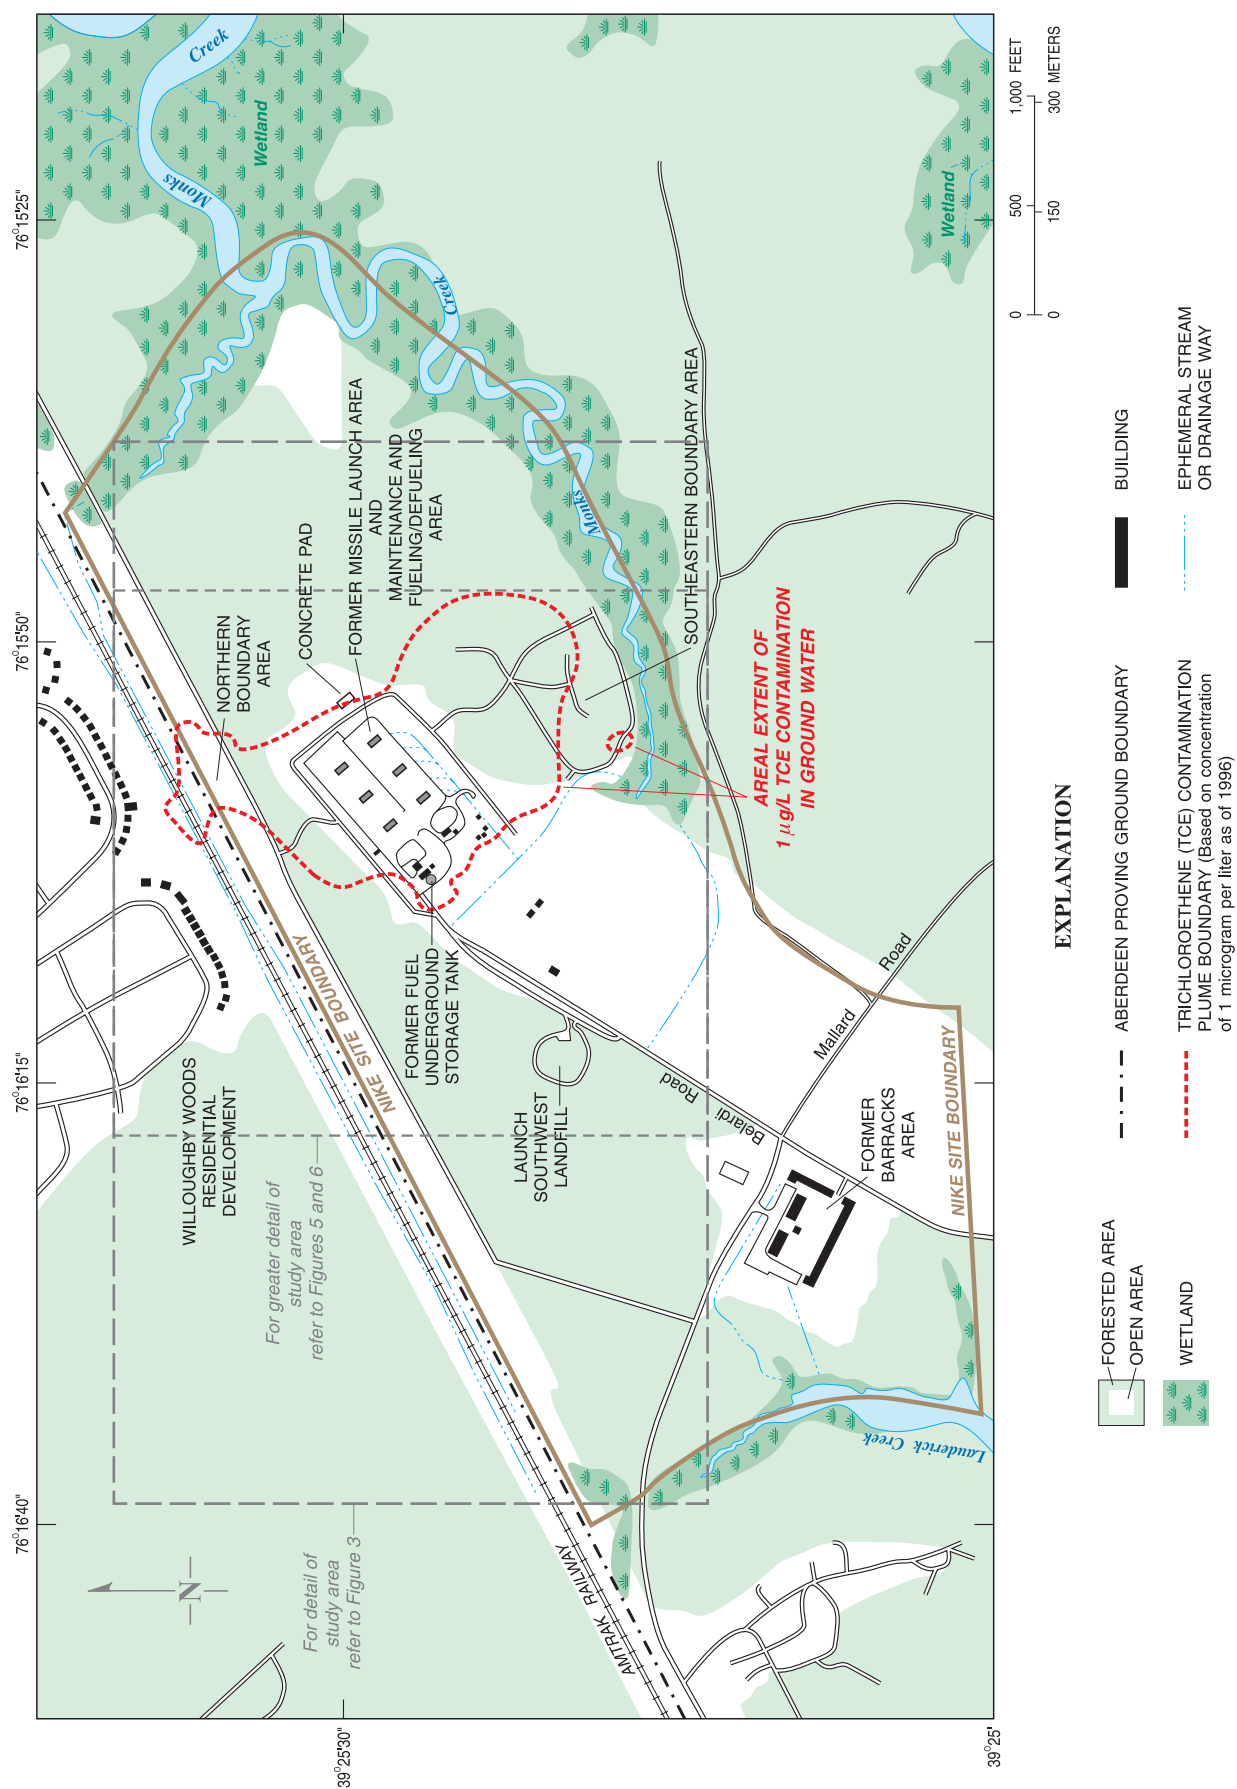 76°16'40"
76°16'15"
76°15'50"
76°15'25"
39°25'30"
39°25'
N
For detail of
study area
refer to Figure 3
For greater detail of
study area
refer to Figures 5 and 6
WILLOUGHBY WOODS
RESIDENTIAL
DEVELOPMENT
NORTHERN
BOUNDARY
AREA
CONCRETE PAD
FORMER MISSILE LAUNCH AREA
AND
MAINTENANCE AND
FUELING/DEFUELING
AREA
Monks
Creek
Wetland
Creek
Monks
Wetland
NIKE SITE BOUNDARY
AMTRAK RAILWAY
FORMER FUEL
UNDERGROUND
STORAGE TANK
LAUNCH
SOUTHWEST
LANDFILL
SOUTHEASTERN BOUNDARY AREA
AREAL EXTENT OF
1 µg/L TCE CONTAMINATION
IN GROUND WATER
Belardi
Road
Mallard
Road
FORMER
BARRACKS
AREA
NIKE SITE BOUNDARY
Lauderick Creek
0 500 1,000 FEET
0 150 300 METERS
EXPLANATION
FORESTED AREA
OPEN AREA
WETLAND
ABERDEEN PROVING GROUND BOUNDARY
TRICHLOROETHENE (TCE) CONTAMINATION
PLUME BOUNDARY (Based on concentration
of 1 microgram per liter as of 1996)
BUILDING
EPHEMERAL STREAM
OR DRAINAGE WAY